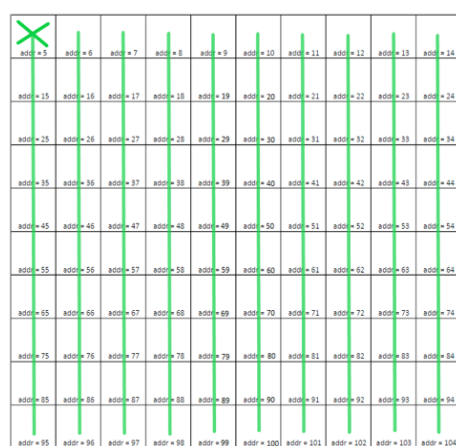 addr = 5 addr = 6 addr = 7 addr = 8 addr = 9 addr = 10 addr = 11 addr = 12 addr = 13 addr = 14
addr = 15 addr = 16 addr = 17 addr = 18 addr = 19 addr = 20 addr = 21 addr = 22 addr = 23 addr = 24
addr = 25 addr = 26 addr = 27 addr = 28 addr = 29 addr = 30 addr = 31 addr = 32 addr = 33 addr = 34
addr = 35 addr = 36 addr = 37 addr = 38 addr = 39 addr = 40 addr = 41 addr = 42 addr = 43 addr = 44
addr = 45 addr = 46 addr = 47 addr = 48 addr = 49 addr = 50 addr = 51 addr = 52 addr = 53 addr = 54
addr = 55 addr = 56 addr = 57 addr = 58 addr = 59 addr = 60 addr = 61 addr = 62 addr = 63 addr = 64
addr = 65 addr = 66 addr = 67 addr = 68 addr = 69 addr = 70 addr = 71 addr = 72 addr = 73 addr = 74
addr = 75 addr = 76 addr = 77 addr = 78 addr = 79 addr = 80 addr = 81 addr = 82 addr = 83 addr = 84
addr = 85 addr = 86 addr = 87 addr = 88 addr = 89 addr = 90 addr = 91 addr = 92 addr = 93 addr = 94
addr = 95 addr = 96 addr = 97 addr = 98 addr = 99 addr = 100 addr = 101 addr = 102 addr = 103 addr = 104